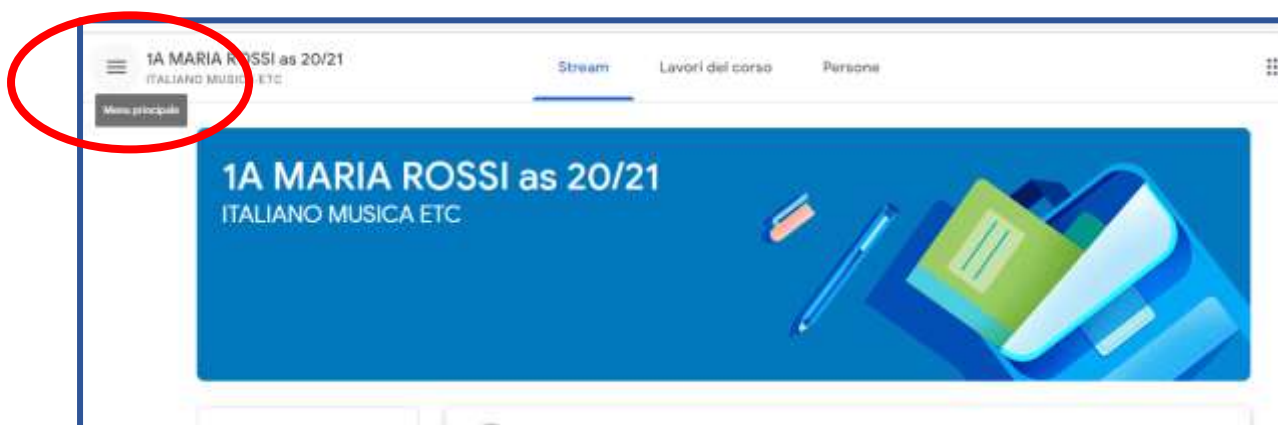 1A MARIA ROSSI as 20/21
ITALIANO MUSICA ETC
Stream
Lavori del corso
Persone
Menu principale
1A MARIA ROSSI as 20/21
ITALIANO MUSICA ETC